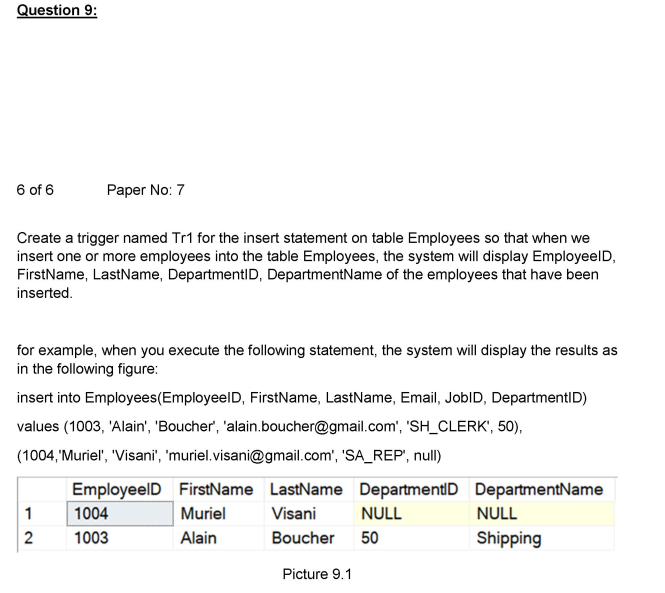 Question 9:
6 of 6 Paper No: 7
Create a trigger named Tr1 for the insert statement on table Employees so that when we
insert one or more employees into the table Employees, the system will display EmployeeID,
FirstName, LastName, DepartmentID, DepartmentName of the employees that have been
inserted.
for example, when you execute the following statement, the system will display the results as
in the following figure:
insert into Employees(EmployeeID, FirstName, LastName, Email, JobID, DepartmentID)
values (1003, 'Alain', 'Boucher', 'alain.boucher@gmail.com', 'SH_CLERK', 50),
(1004,'Muriel', 'Visani', 'muriel.visani@gmail.com', 'SA_REP', null)
EmployeeID FirstName LastName DepartmentID DepartmentName
1 1004 Muriel Visani NULL NULL
2 1003 Alain Boucher 50 Shipping
Picture 9.1